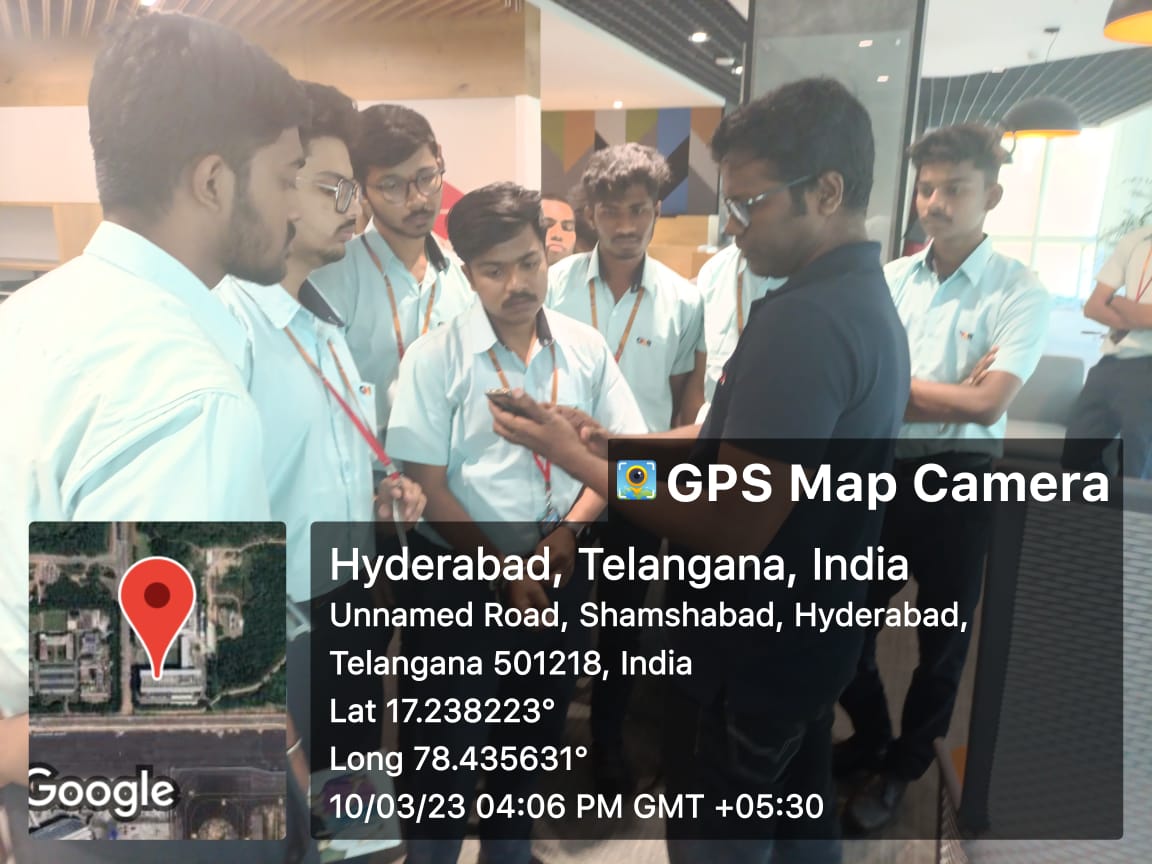 GPS Map Camera
Hyderabad, Telangana, India
Unnamed Road, Shamshabad, Hyderabad,
Telangana 501218, India
Lat 17.238223°
Long 78.435631°
10/03/23 04:06 PM GMT +05:30
Google